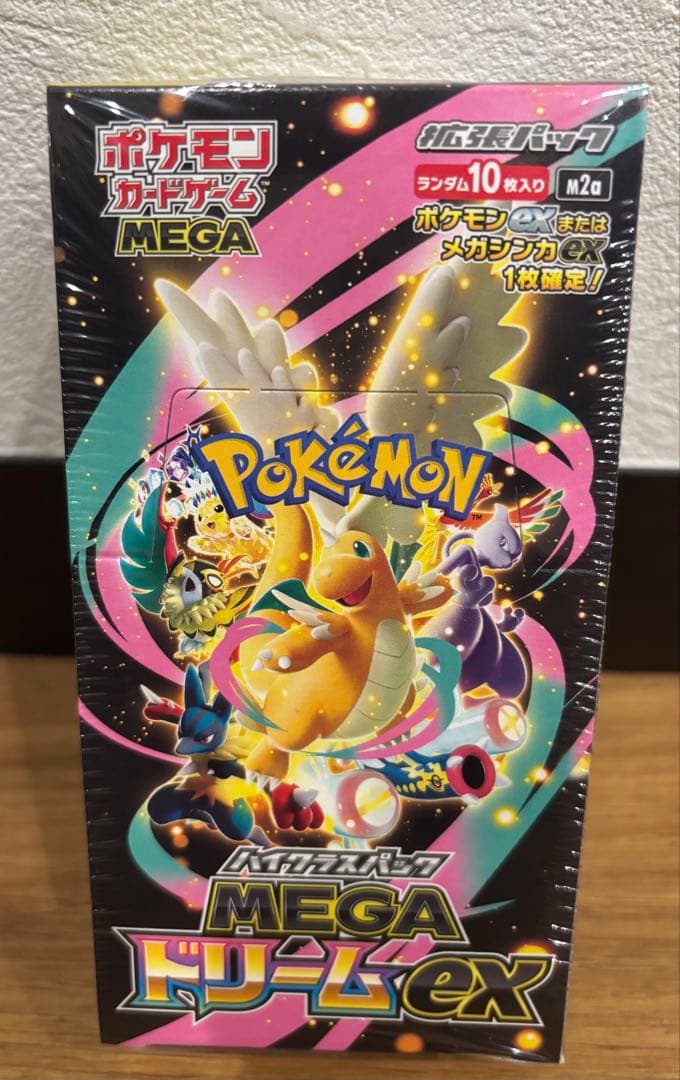 ポケモン
カードゲーム™
MEGA
拡張パック
ランダム10枚入り
M2a
ポケモンexまたは
メガシンカex
1枚確定!
POKéMON
TM
ハイクラスパック
MEGA
ドリームex